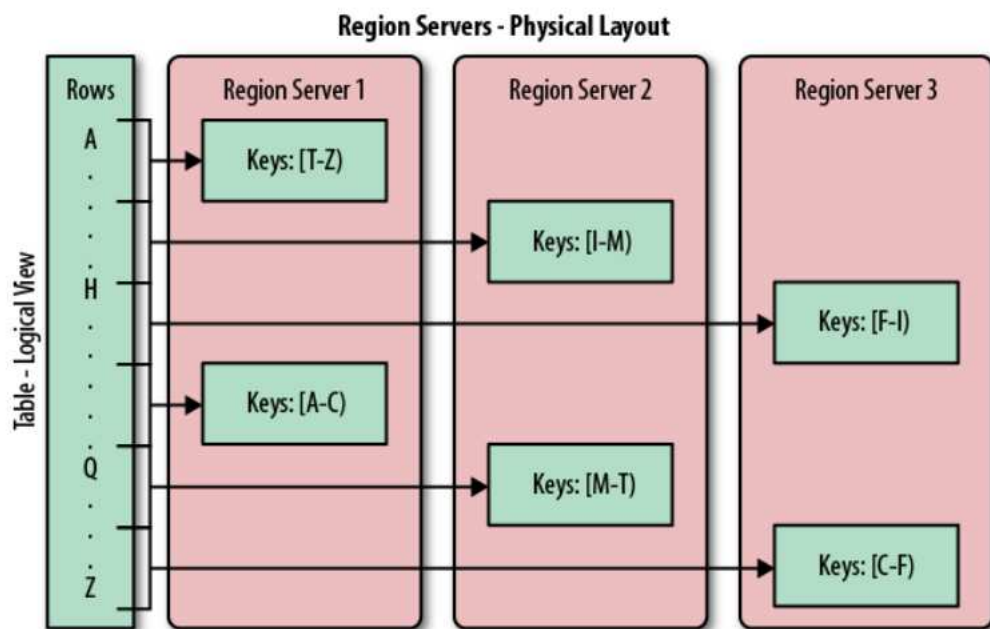 Region Servers - Physical Layout
Rows
Region Server 1
Region Server 2
Region Server 3
A
Keys: [T-Z)
Keys: [I-M)
H
Keys: [F-I)
Keys: [A-C)
Q
Keys: [M-T)
Keys: [C-F)
Z
Table - Logical View